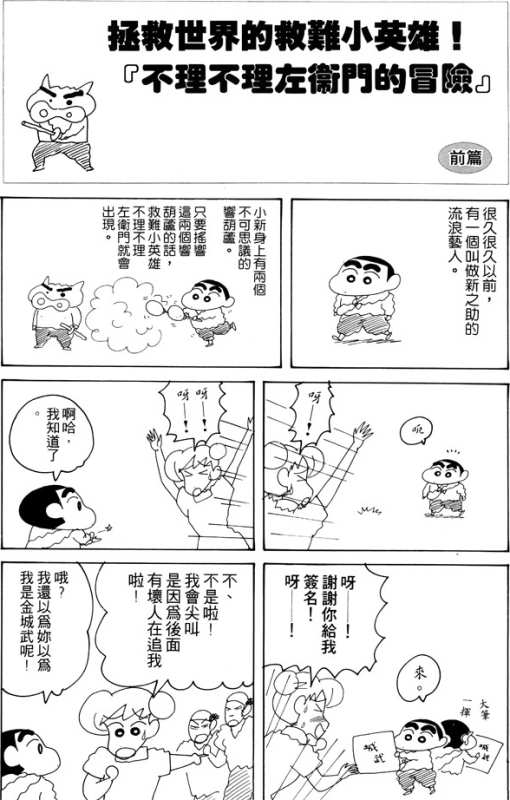 拯救世界的救難小英雄！
『不理不理左衞門的冒險』
前篇
很久很久以前，
有一個叫做新之助的
流浪藝人。
小新身上有兩個
不可思議的
響葫蘆。
只要搖響
這兩個響
葫蘆的話，
救難小英雄
不理不理
左衞門就會
出現。
呃。
呀——！
呀——！
呀——！
呀——！
啊哈，
我知道了
。
呀——！
謝謝你給我
簽名！
呀——！
來。
大筆
一揮
城武
城武
不、
不是啦！
我會尖叫
是因為後面
有壞人在追我
啦！
哦？
我還以為妳以為
我是金城武呢！